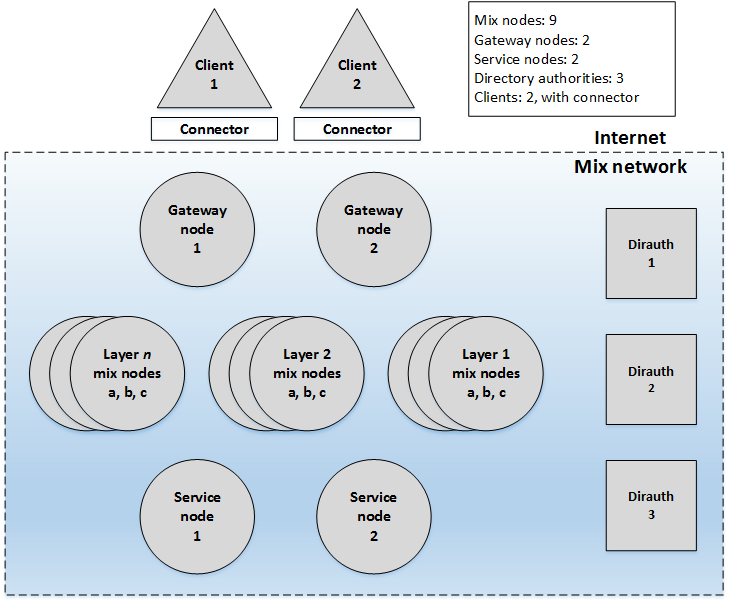 Client
1
Client
2
Mix nodes: 9
Gateway nodes: 2
Service nodes: 2
Directory authorities: 3
Clients: 2, with connector
Connector
Connector
Internet
Mix network
Gateway
node
1
Gateway
node
2
Dirauth
1
Layer n
mix nodes
a, b, c
Layer 2
mix nodes
a, b, c
Layer 1
mix nodes
a, b, c
Dirauth
2
Service
node
1
Service
node
2
Dirauth
3